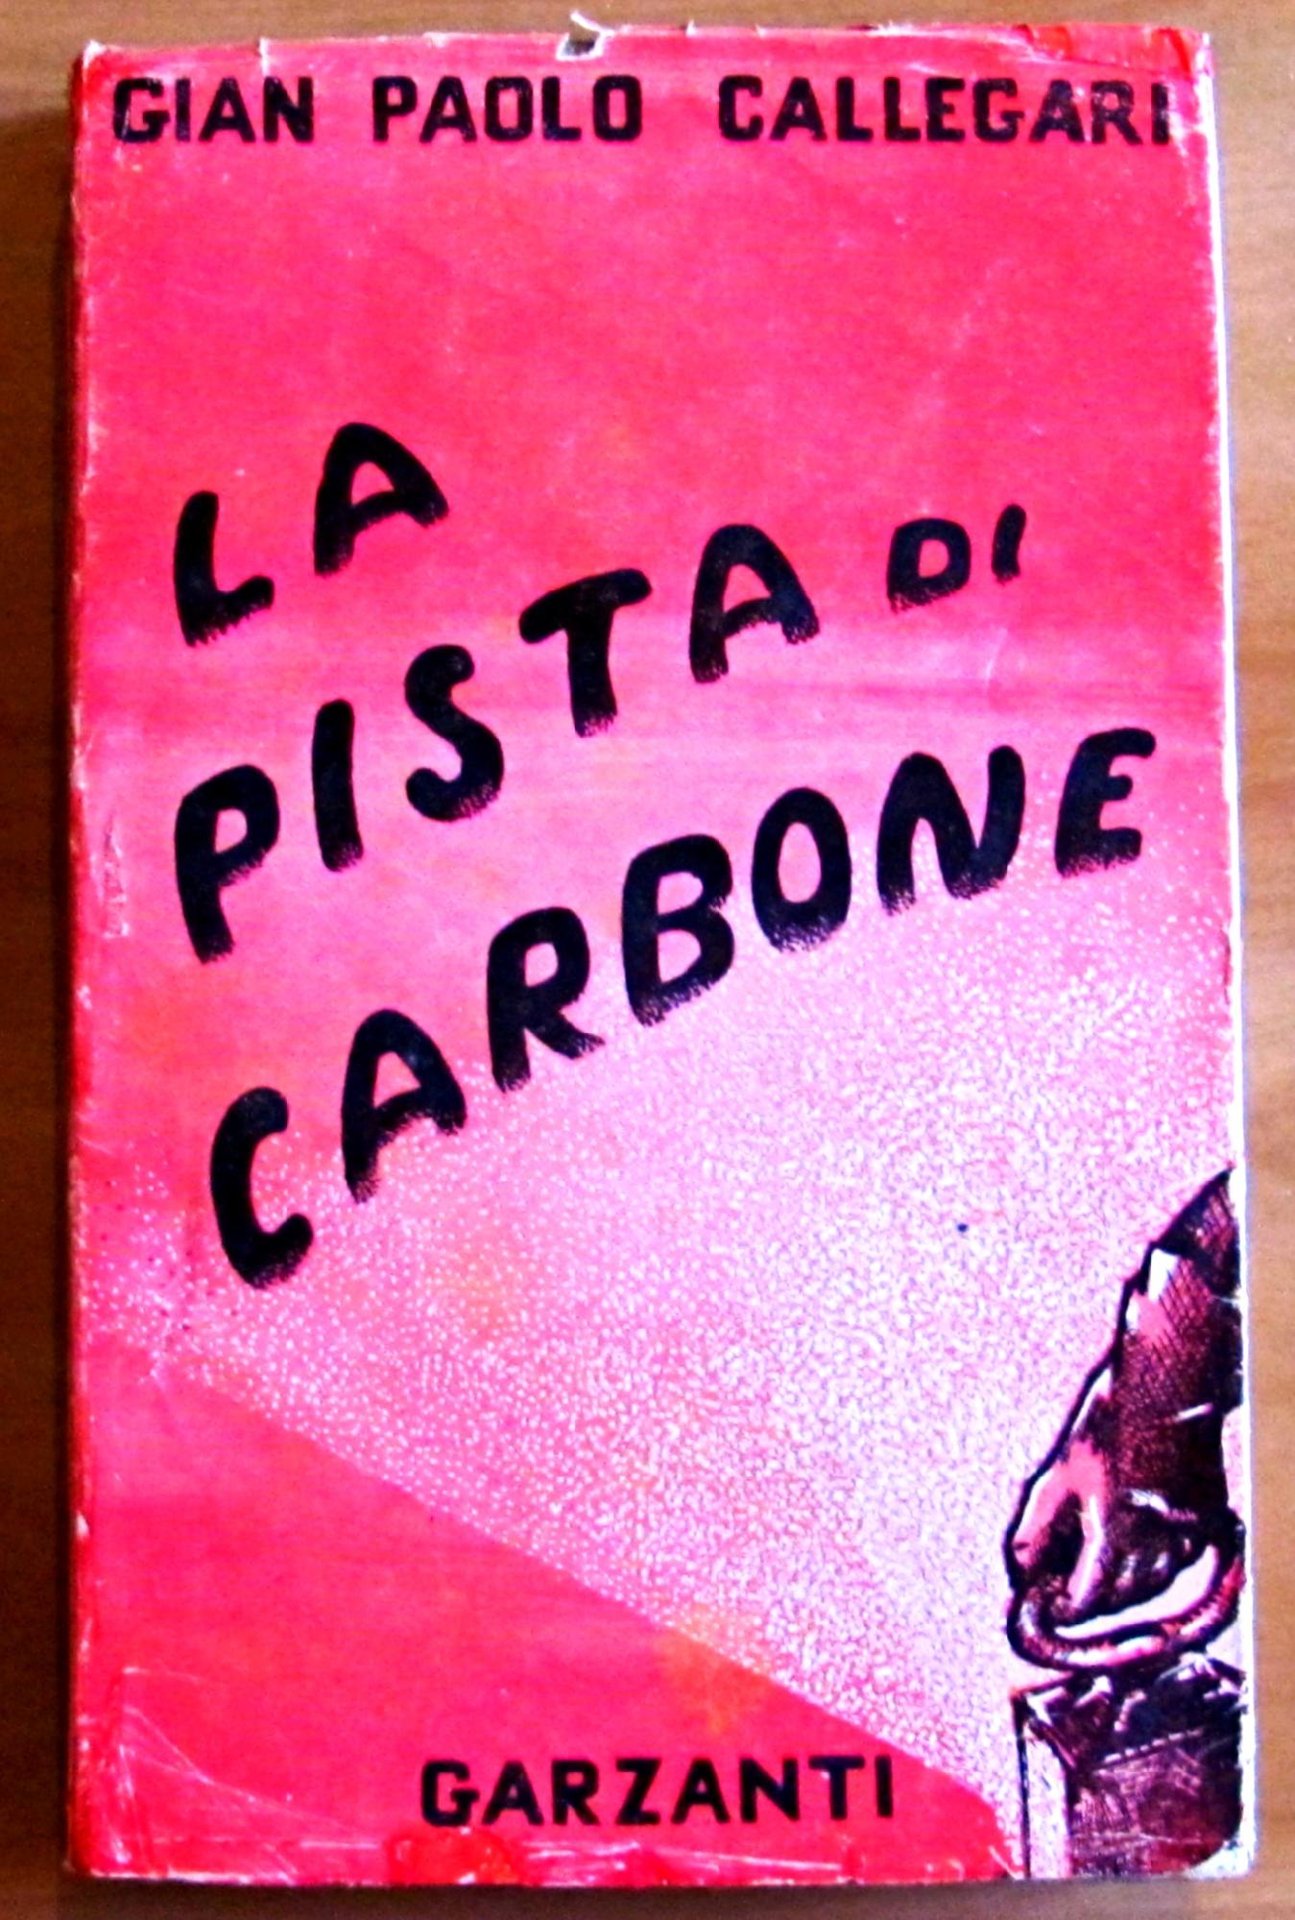 GIAN PAOLO CALLEGARI
LA
PISTA DI
CARBONE
GARZANTI